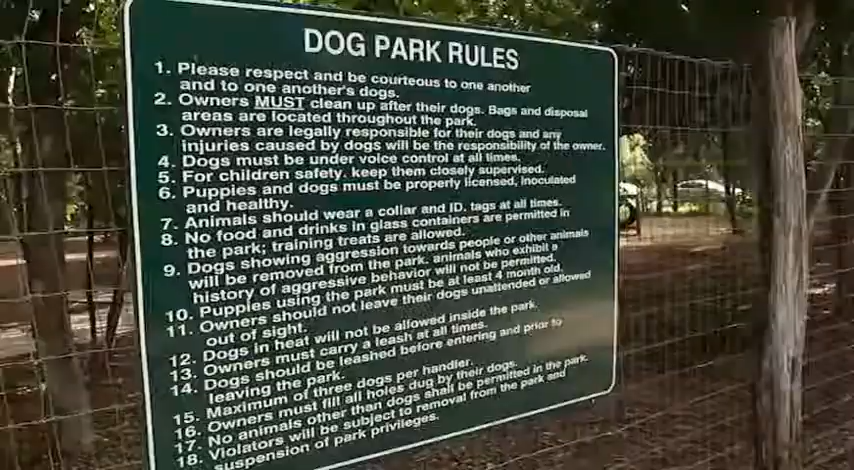 DOG PARK RULES
1. Please respect and be courteous to one another
and to one another's dogs.
2. Owners MUST clean up after their dogs. Bags and disposal
areas are located throughout the park.
3. Owners are legally responsible for their dogs and any
injuries caused by dogs will be the responsibility of the owner.
4. Dogs must be under voice control at all times.
5. For children safety. keep them closely supervised.
6. Puppies and dogs must be properly licensed, inoculated
and healthy.
7. Animals should wear a collar and ID. tags at all times.
8. No food and drinks in glass containers are permitted in
the park; training treats are allowed.
9. Dogs showing aggression towards people or other animals
will be removed from the park. animals who exhibit a
history of aggressive behavior will not be permitted.
10. Puppies using the park must be at least 4 month old.
11. Owners should not leave their dogs unattended or allowed
out of sight.
12. Dogs in heat will not be allowed inside the park.
13. Owners must carry a leash at all times.
14. Dogs should be leashed before entering and prior to
leaving the park.
15. Maximum of three dogs per handler.
16. Owners must fill all holes dug by their dogs.
17. No animals other than dogs shall be permitted in the park.
18. Violators will be subject to removal from the park and
suspension of park privileges.